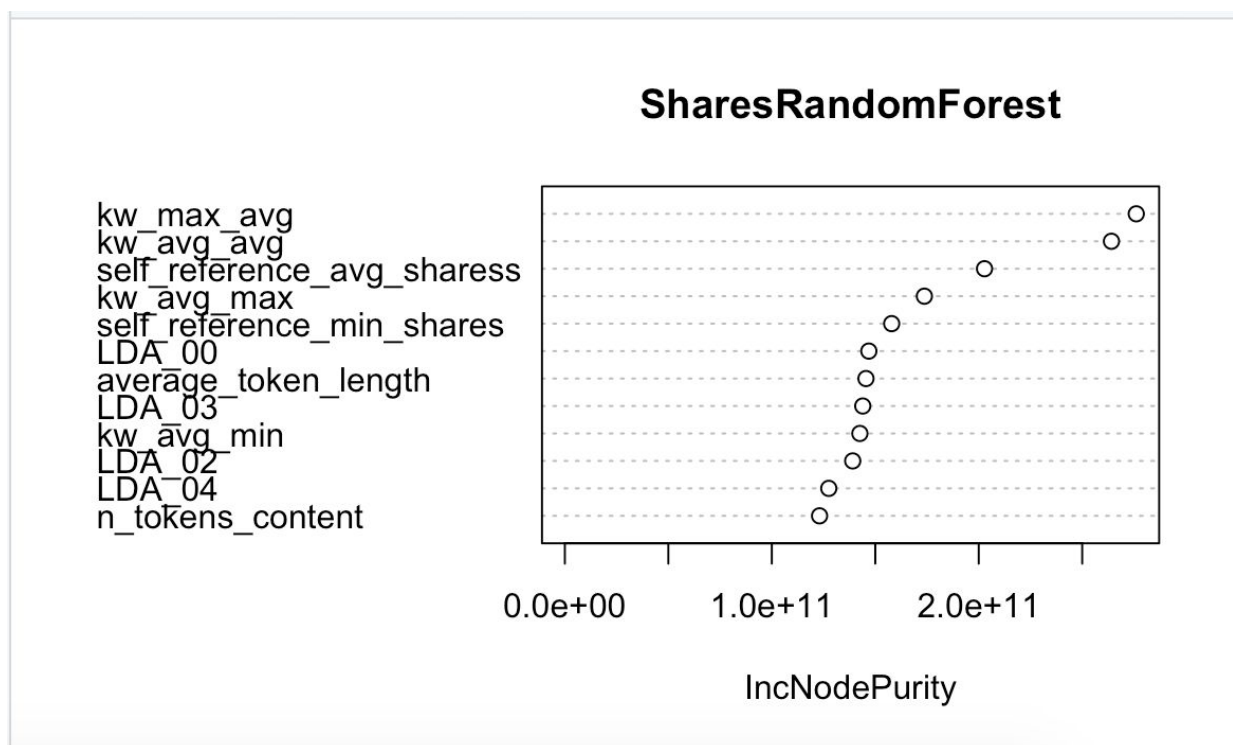 SharesRandomForest
kw_max_avg
kw_avg_avg
self_reference_avg_sharess
kw_avg_max
self_reference_min_shares
LDA_00
average_token_length
LDA_03
kw_avg_min
LDA_02
LDA_04
n_tokens_content
0.0e+00 1.0e+11 2.0e+11
IncNodePurity